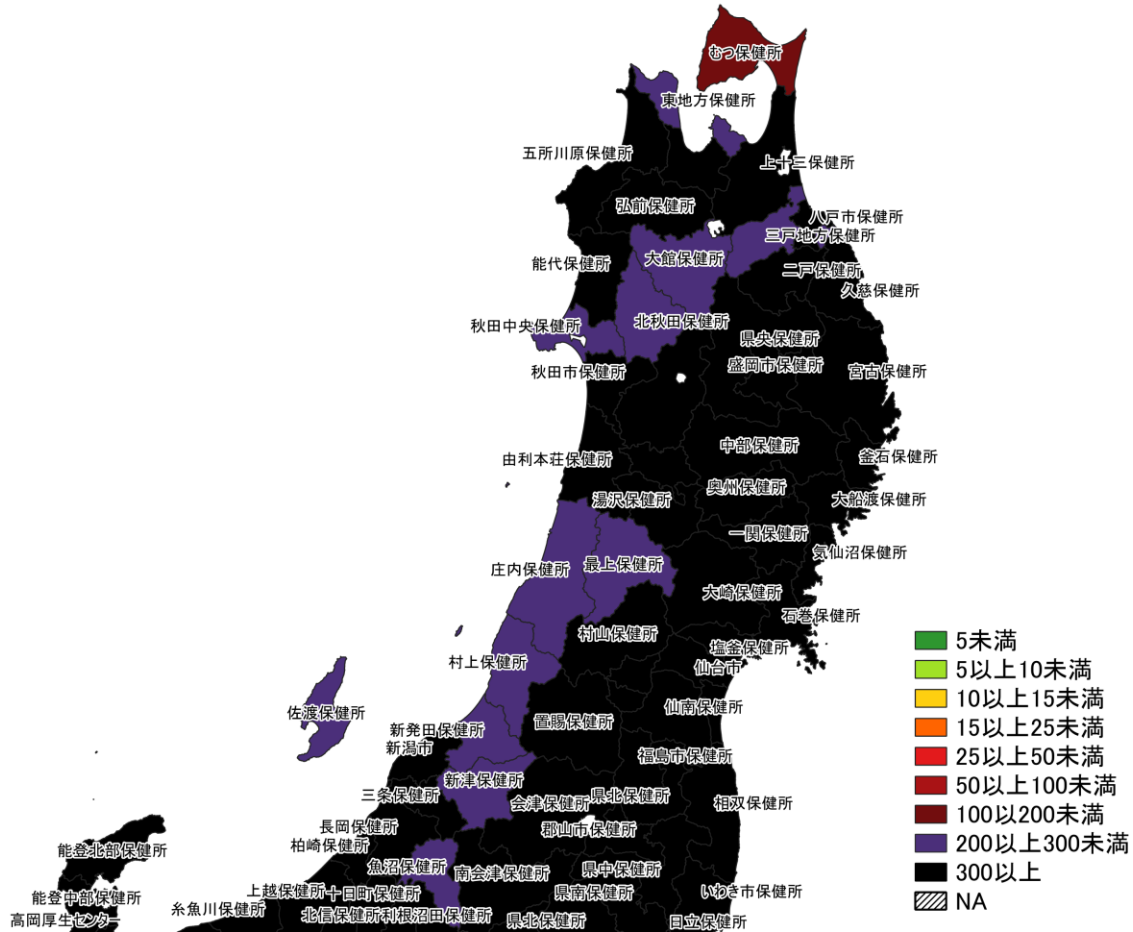 むつ保健所
東地方保健所
五所川原保健所
上十三保健所
弘前保健所
八戸市保健所
三戸地方保健所
大館保健所
能代保健所
二戸保健所
久慈保健所
秋田中央保健所
北秋田保健所
県央保健所
盛岡市保健所
秋田市保健所
宮古保健所
中部保健所
由利本荘保健所
釜石保健所
奥州保健所
湯沢保健所
大船渡保健所
一関保健所
気仙沼保健所
庄内保健所
最上保健所
大崎保健所
石巻保健所
村山保健所
塩釜保健所
仙台市
村上保健所
佐渡保健所
仙南保健所
置賜保健所
新発田保健所
新潟市
福島市保健所
新津保健所
三条保健所
会津保健所
県北保健所
相双保健所
長岡保健所
郡山市保健所
柏崎保健所
能登北部保健所
魚沼保健所
南会津保健所
県中保健所
上越保健所
十日町保健所
県南保健所
いわき市保健所
能登中部保健所
糸魚川保健所
北信保健所
利根沼田保健所
県北保健所
日立保健所
高岡厚生センター
5未満
5以上10未満
10以上15未満
15以上25未満
25以上50未満
50以上100未満
100以200未満
200以上300未満
300以上
NA